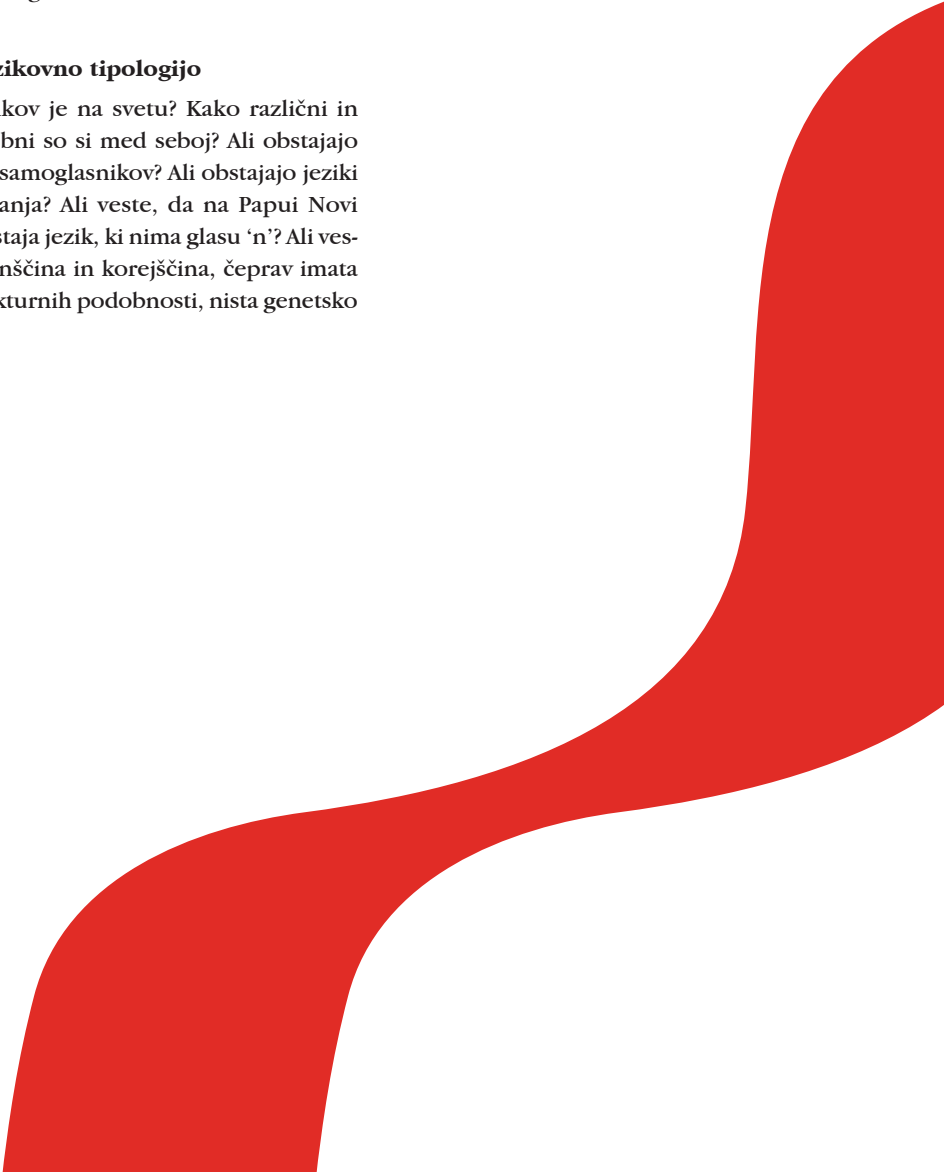 zikovno tipologijo
kov je na svetu? Kako različni in
bni so si med seboj? Ali obstajajo
samoglasnikov? Ali obstajajo jeziki
anja? Ali veste, da na Papui Novi
staja jezik, ki nima glasu ‘n’? Ali ves-
nščina in korejščina, čeprav imata
kturnih podobnosti, nista genetsko